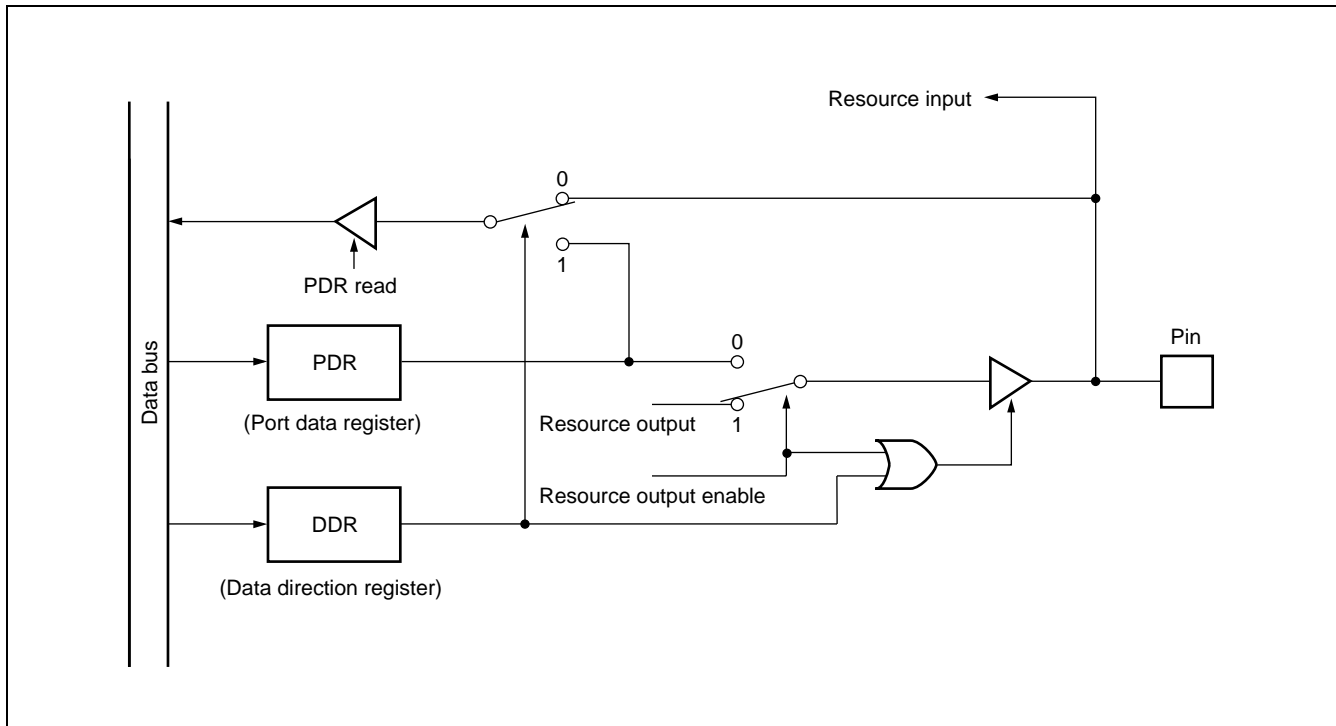 Resource input
0
1
PDR read
Data bus
PDR
(Port data register)
0
Pin
Resource output
1
Resource output enable
DDR
(Data direction register)